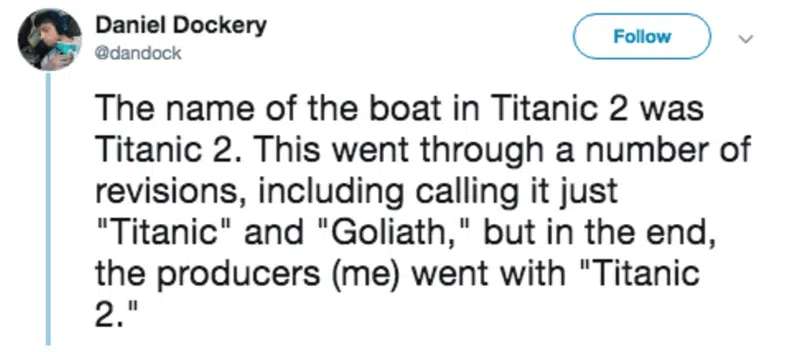 Daniel Dockery
@dandock
Follow
The name of the boat in Titanic 2 was
Titanic 2. This went through a number of
revisions, including calling it just
"Titanic" and "Goliath," but in the end,
the producers (me) went with "Titanic
2."